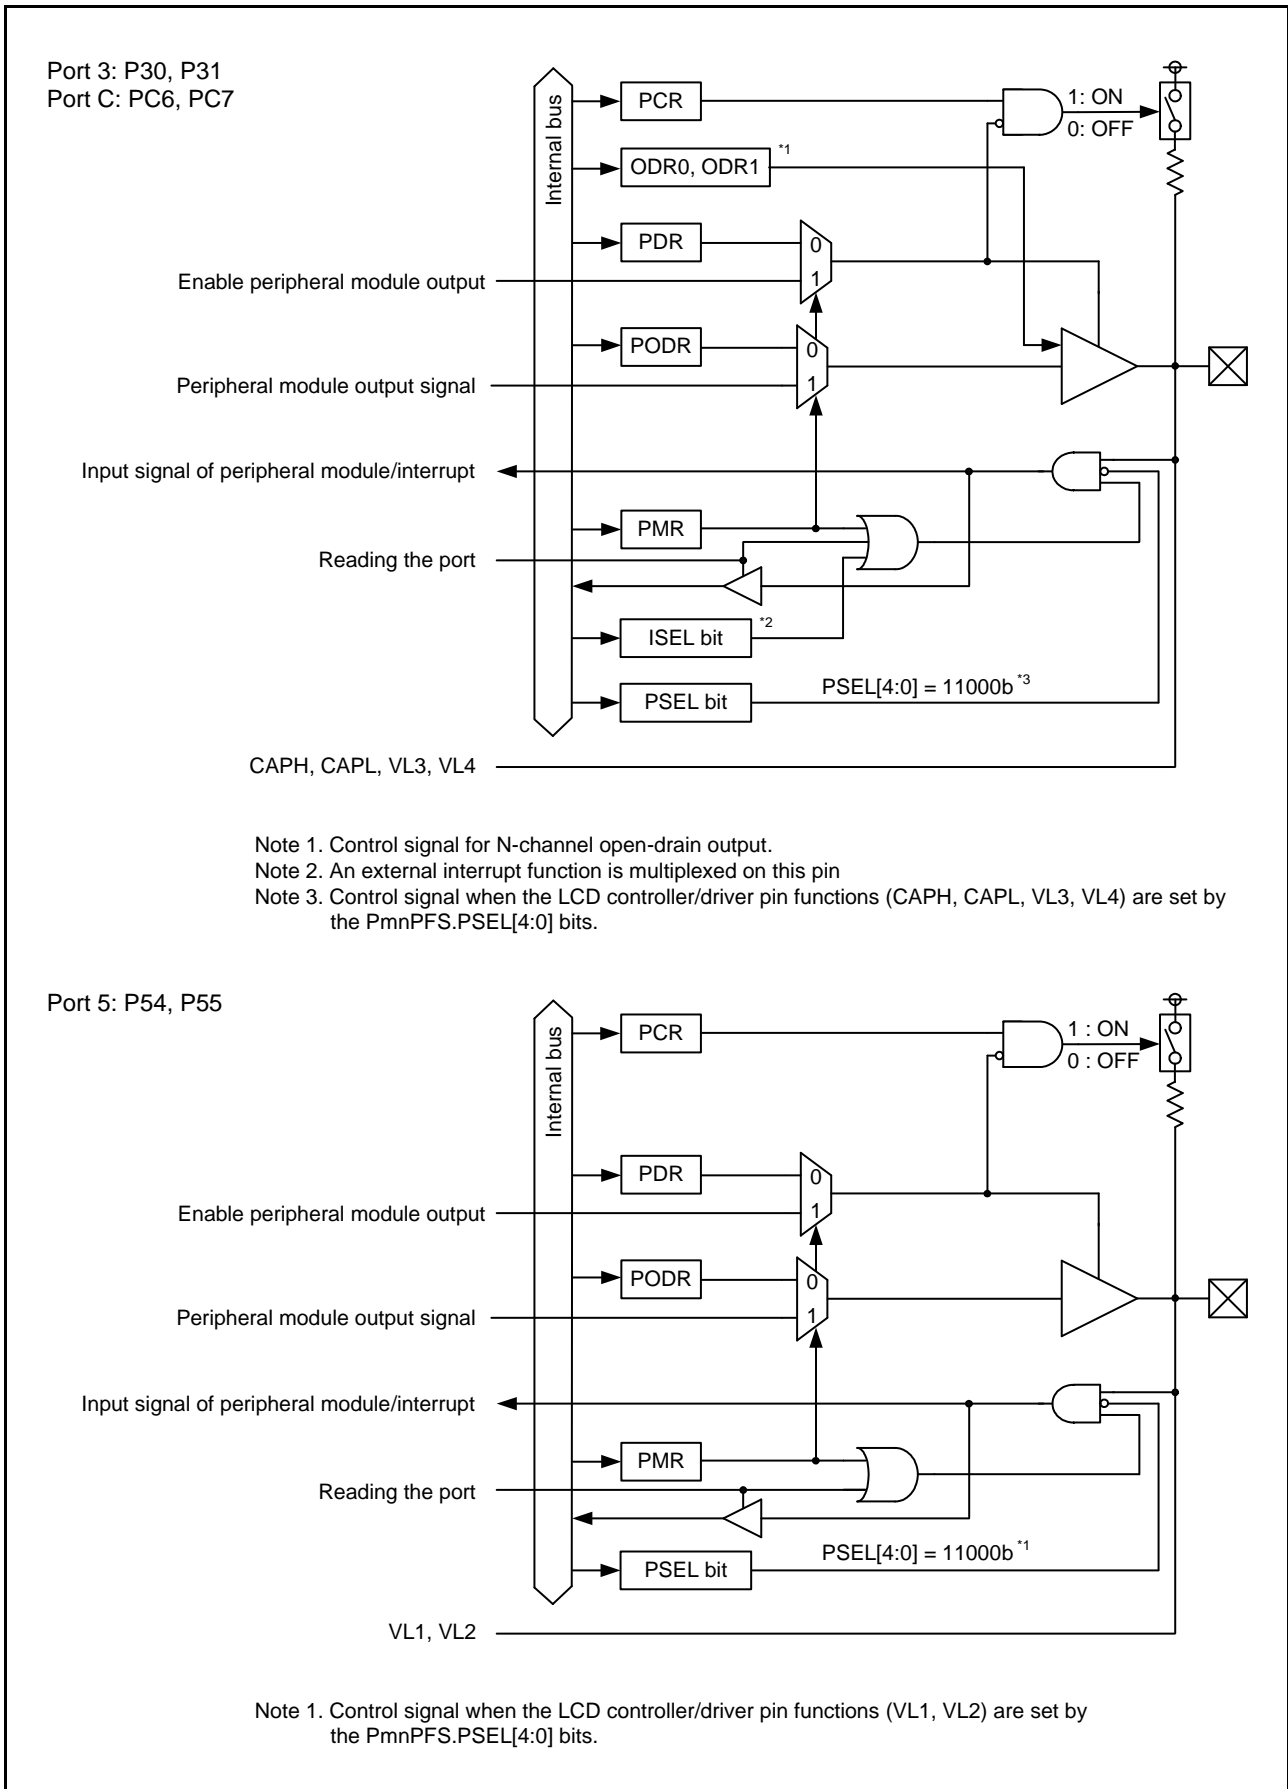 Port 3: P30, P31
Port C: PC6, PC7
Internal bus
PCR
1: ON
0: OFF
ODR0, ODR1 *1
PDR
0
1
Enable peripheral module output
PODR
0
1
Peripheral module output signal
Input signal of peripheral module/interrupt
PMR
Reading the port
ISEL bit *2
PSEL bit
PSEL[4:0] = 11000b *3
CAPH, CAPL, VL3, VL4
Note 1. Control signal for N-channel open-drain output.
Note 2. An external interrupt function is multiplexed on this pin
Note 3. Control signal when the LCD controller/driver pin functions (CAPH, CAPL, VL3, VL4) are set by
the PmnPFS.PSEL[4:0] bits.
Port 5: P54, P55
Internal bus
PCR
1 : ON
0 : OFF
PDR
0
1
Enable peripheral module output
PODR
0
1
Peripheral module output signal
Input signal of peripheral module/interrupt
PMR
Reading the port
PSEL bit
PSEL[4:0] = 11000b *1
VL1, VL2
Note 1. Control signal when the LCD controller/driver pin functions (VL1, VL2) are set by
the PmnPFS.PSEL[4:0] bits.